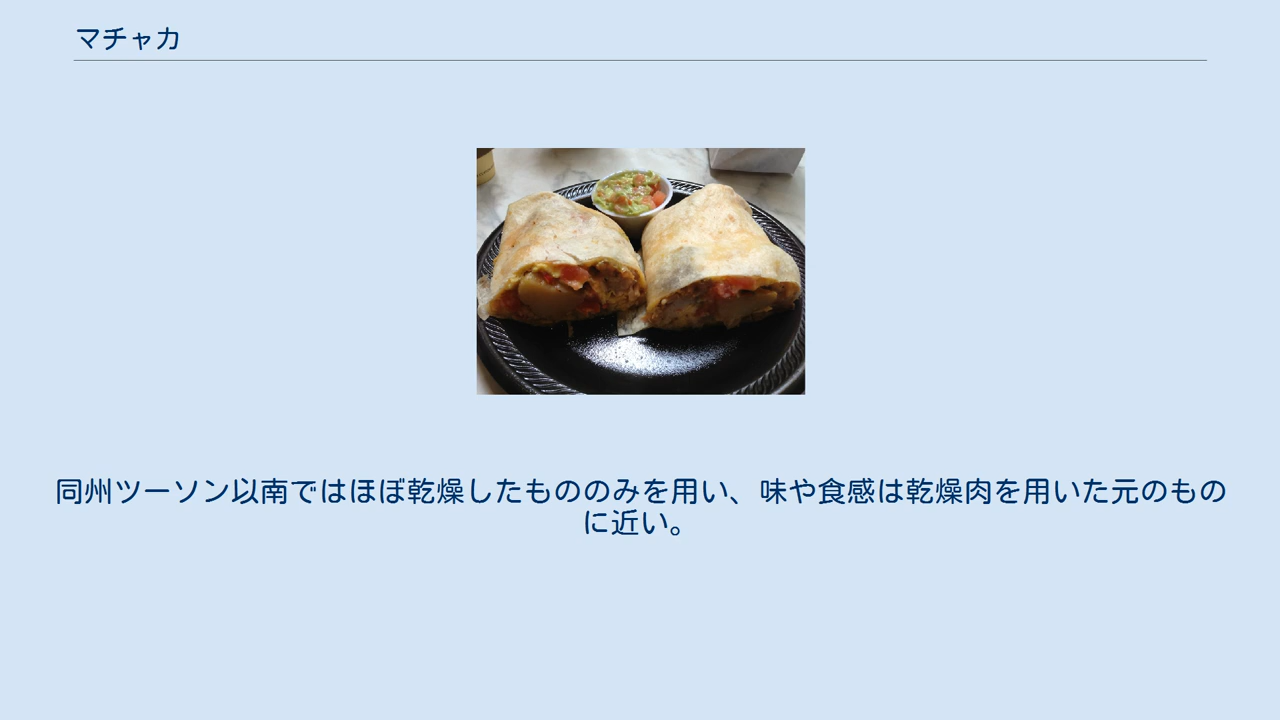 マチャカ
同州ツーソン以南ではほぼ乾燥したもののみを用い、味や食感は乾燥肉を用いた元のもの
に近い。